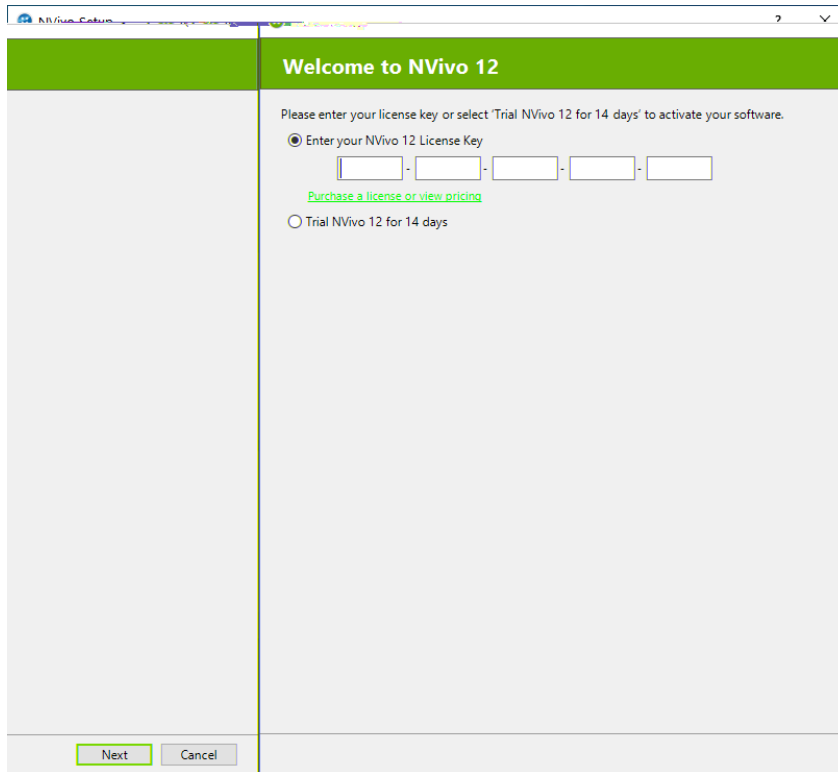 NVivo Setup
Welcome to NVivo 12
Please enter your license key or select 'Trial NVivo 12 for 14 days' to activate your software.
Enter your NVivo 12 License Key
- - - -
Purchase a license or view pricing
Trial NVivo 12 for 14 days
Next Cancel